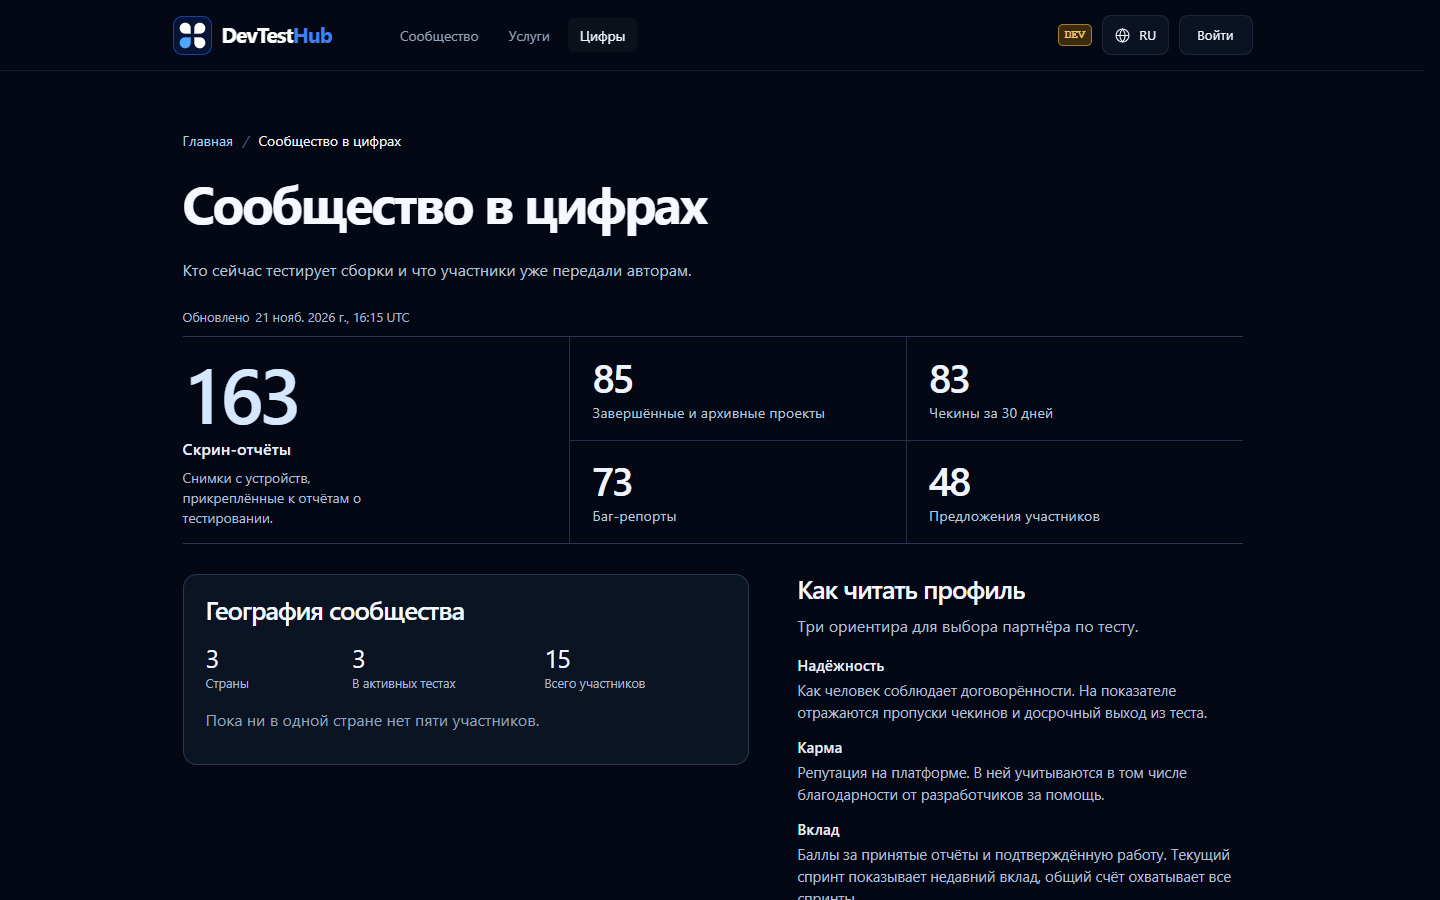 DevTestHub
Сообщество
Услуги
Цифры
DEV
RU
Войти
Главная / Сообщество в цифрах
Сообщество в цифрах
Кто сейчас тестирует сборки и что участники уже передали авторам.
Обновлено 21 нояб. 2026 г., 16:15 UTC
163
Скрин-отчёты
Снимки с устройств,
прикреплённые к отчётам о
тестировании.
85
Завершённые и архивные проекты
83
Чекины за 30 дней
73
Баг-репорты
48
Предложения участников
География сообщества
3
Страны
3
В активных тестах
15
Всего участников
Пока ни в одной стране нет пяти участников.
Как читать профиль
Три ориентира для выбора партнёра по тесту.
Надёжность
Как человек соблюдает договорённости. На показателе
отражаются пропуски чекинов и досрочный выход из теста.
Карма
Репутация на платформе. В ней учитываются в том числе
благодарности от разработчиков за помощь.
Вклад
Баллы за принятые отчёты и подтверждённую работу. Текущий
спринт показывает недавний вклад, общий счёт охватывает все
спринты.